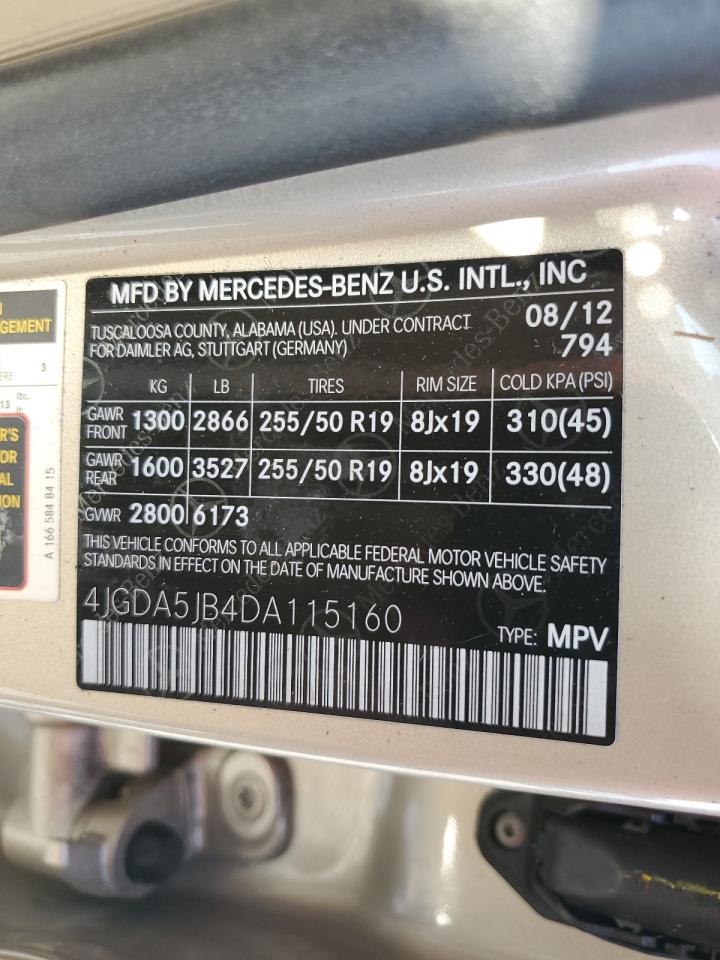 MFD BY MERCEDES-BENZ U.S. INTL., INC
TUSCALOOSA COUNTY, ALABAMA (USA). UNDER CONTRACT
FOR DAIMLER AG, STUTTGART (GERMANY)
08/12
794
KG LB TIRES RIM SIZE COLD KPA (PSI)
GAWR
FRONT 1300 2866 255/50 R19 8Jx19 310(45)
GAWR
REAR 1600 3527 255/50 R19 8Jx19 330(48)
GVWR 2800 6173
THIS VEHICLE CONFORMS TO ALL APPLICABLE FEDERAL MOTOR VEHICLE SAFETY
STANDARDS IN EFFECT ON THE DATE OF MANUFACTURE SHOWN ABOVE.
4JGDA5JB4DA115160
TYPE: MPV
3
lbs.
A 166 584 84 15
Mercedes-Benz